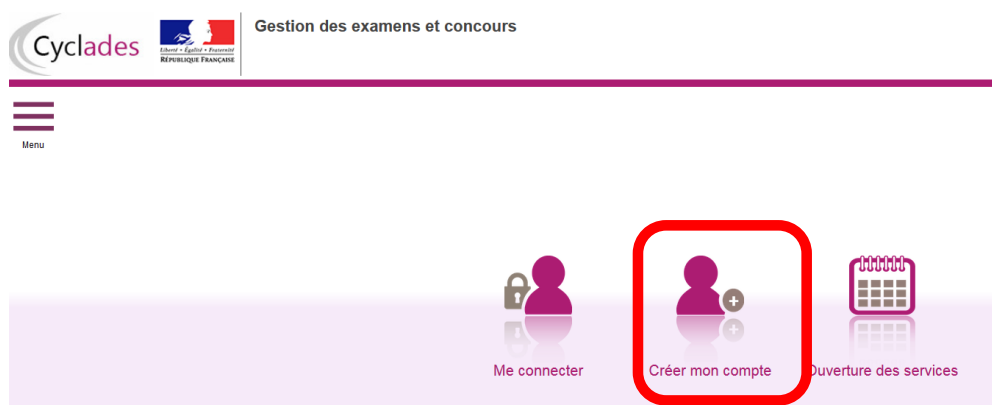 Cyclades
Liberté • Égalité • Fraternité
RÉPUBLIQUE FRANÇAISE
Gestion des examens et concours
Menu
Me connecter
Créer mon compte
Ouverture des services